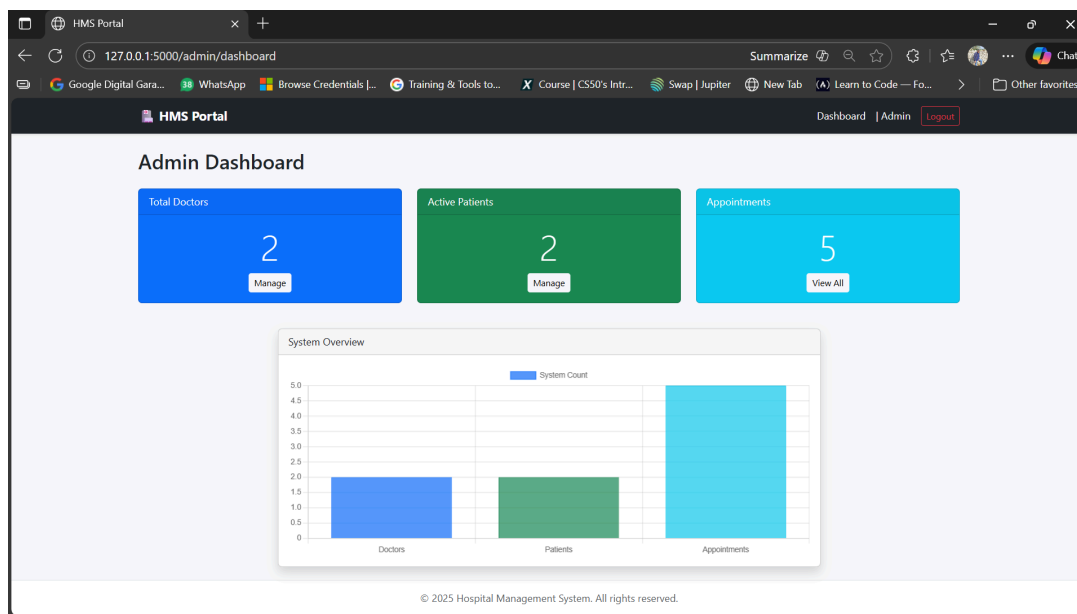 HMS Portal
127.0.0.1:5000/admin/dashboard Summarize
Chat
Google Digital Gara... 38 WhatsApp Browse Credentials |... Training & Tools to... X Course | CS50's Intr... Swap | Jupiter New Tab (A) Learn to Code — Fo... Other favorites
HMS Portal Dashboard | Admin Logout
Admin Dashboard
Total Doctors Active Patients Appointments
2 2 5
Manage Manage View All
System Overview
System Count
5.0
4.5
4.0
3.5
3.0
2.5
2.0
1.5
1.0
0.5
0
Doctors Patients Appointments
© 2025 Hospital Management System. All rights reserved.